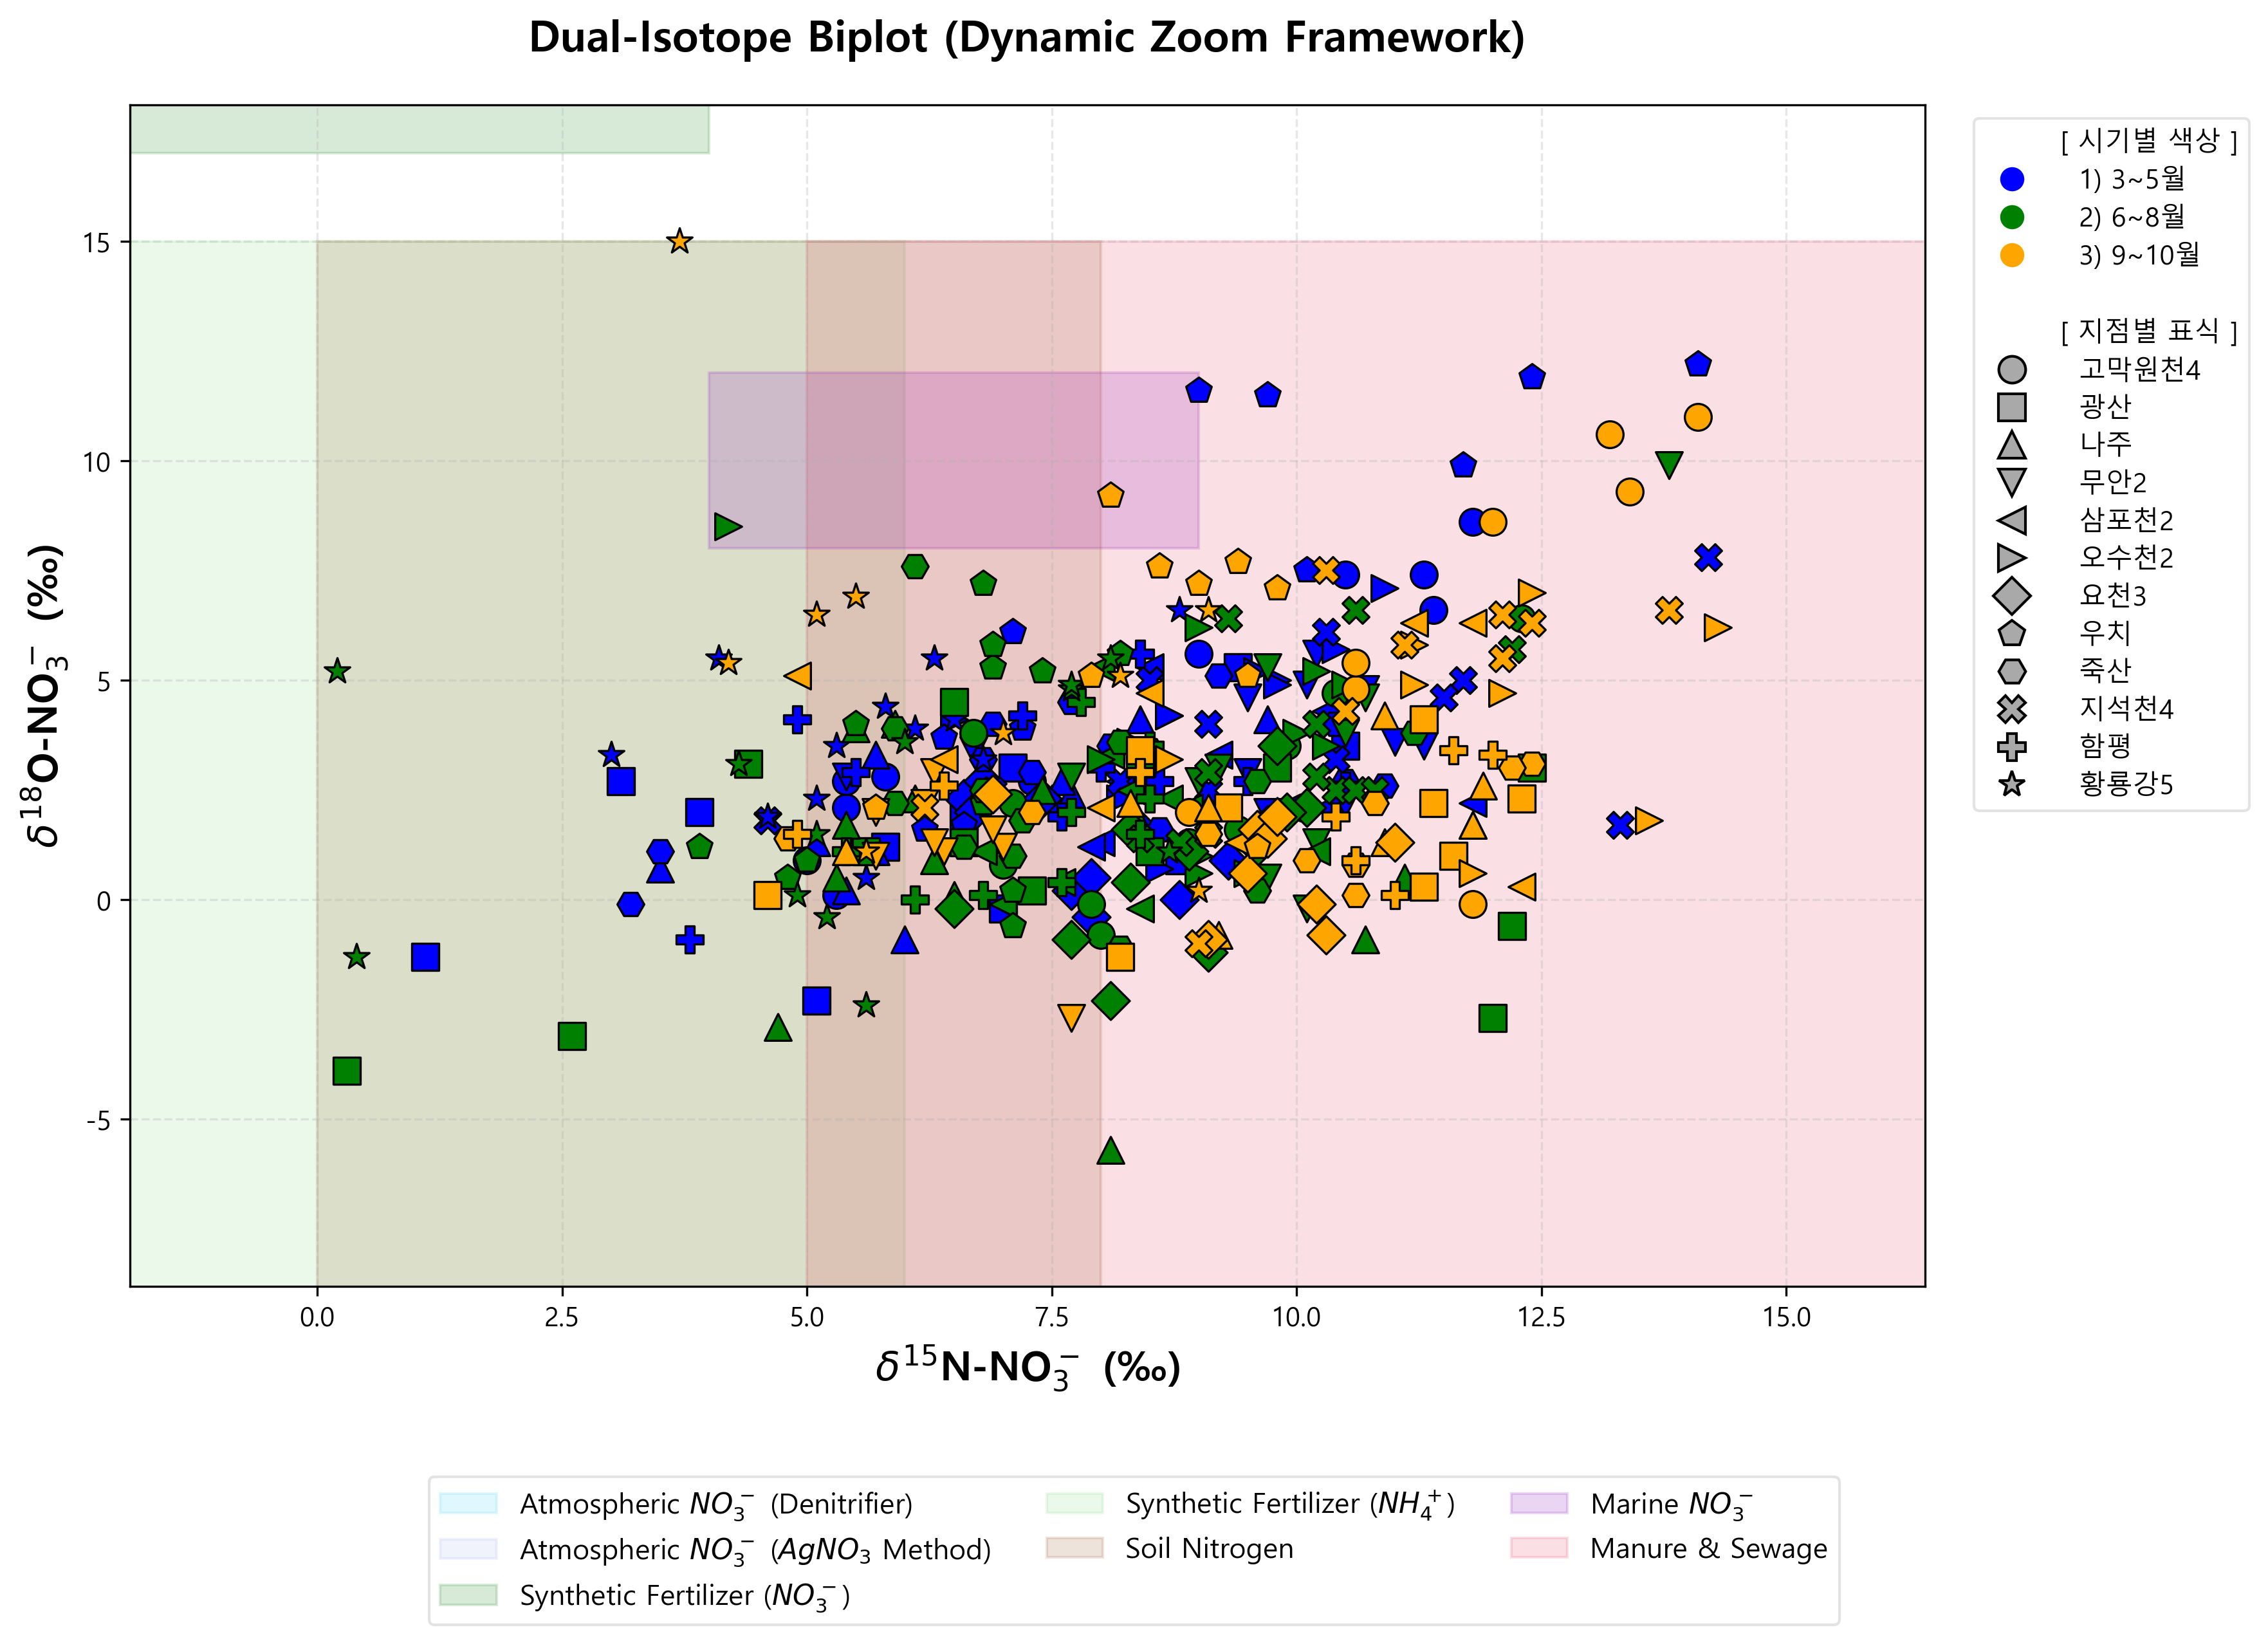 Dual-Isotope Biplot (Dynamic Zoom Framework)
δ¹⁸O-NO₃⁻ (‰)
15
10
5
0
-5
0.0
2.5
5.0
7.5
10.0
12.5
15.0
δ¹⁵N-NO₃⁻ (‰)
[ 시기별 색상 ]
1) 3~5월
2) 6~8월
3) 9~10월
[ 지점별 표식 ]
고막원천4
광산
나주
무안2
삼포천2
오수천2
요천3
우치
죽산
지석천4
함평
황룡강5
Atmospheric NO₃⁻ (Denitrifier)
Atmospheric NO₃⁻ (AgNO₃ Method)
Synthetic Fertilizer (NO₃⁻)
Synthetic Fertilizer (NH₄⁺)
Soil Nitrogen
Marine NO₃⁻
Manure & Sewage